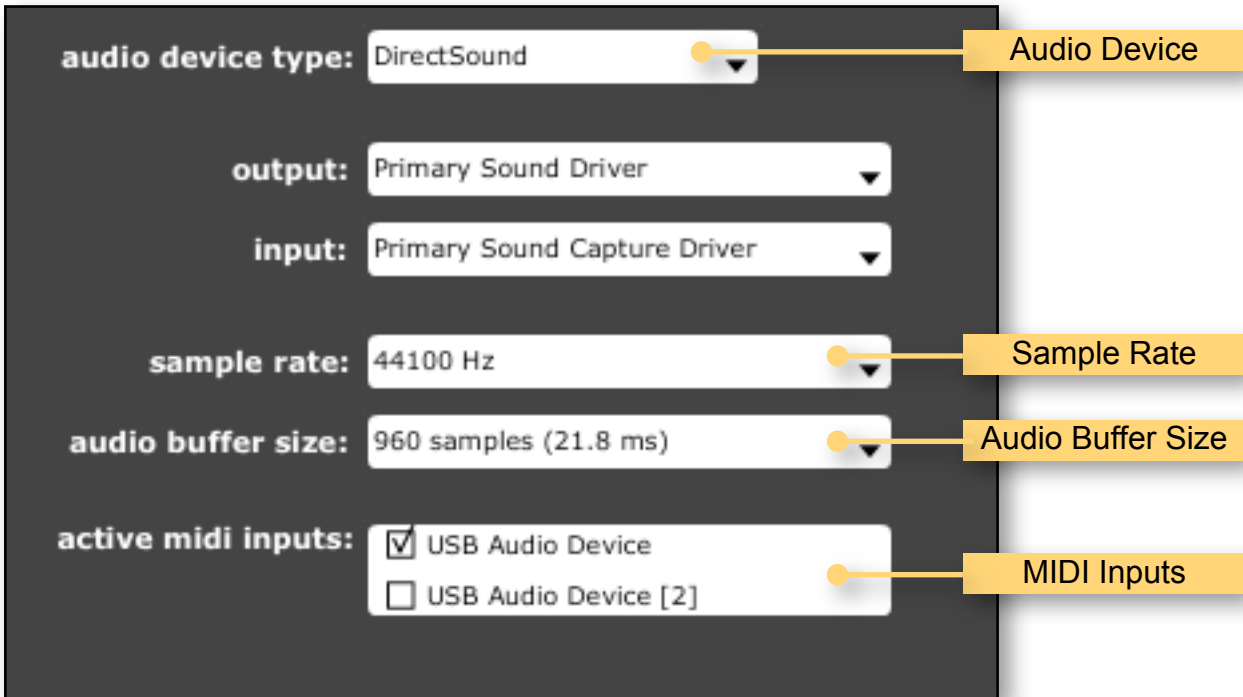 audio device type: DirectSound Audio Device
output: Primary Sound Driver
input: Primary Sound Capture Driver
sample rate: 44100 Hz Sample Rate
audio buffer size: 960 samples (21.8 ms) Audio Buffer Size
active midi inputs: USB Audio Device
USB Audio Device [2]
MIDI Inputs